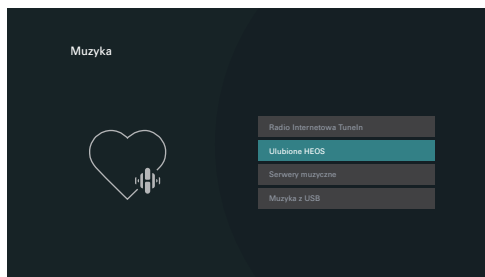 Muzyka
Radio Internetowa TuneIn
Ulubione HEOS
Serwery muzyczne
Muzyka z USB